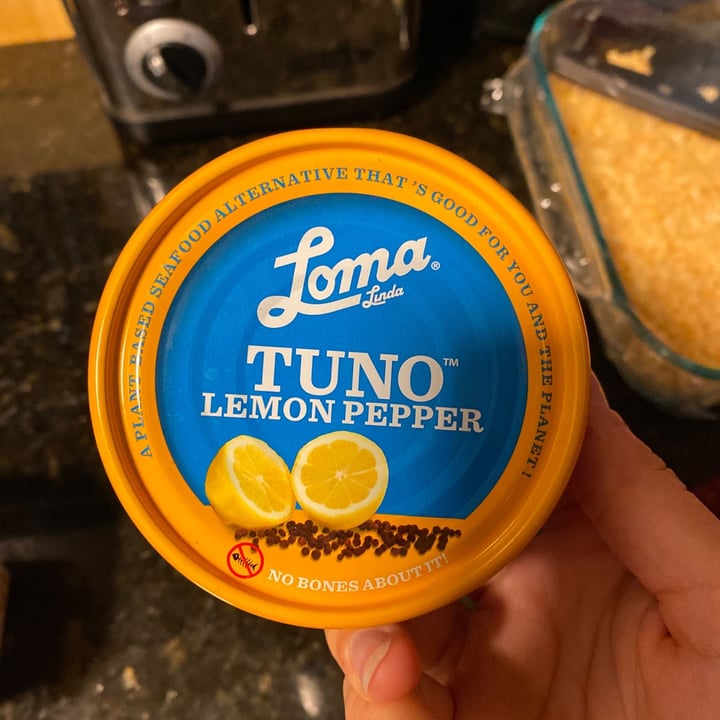 A PLANT BASED SEAFOOD ALTERNATIVE THAT'S GOOD FOR YOU AND THE PLANET!
Loma®
Linda
TUNO™
LEMON PEPPER
NO BONES ABOUT IT!